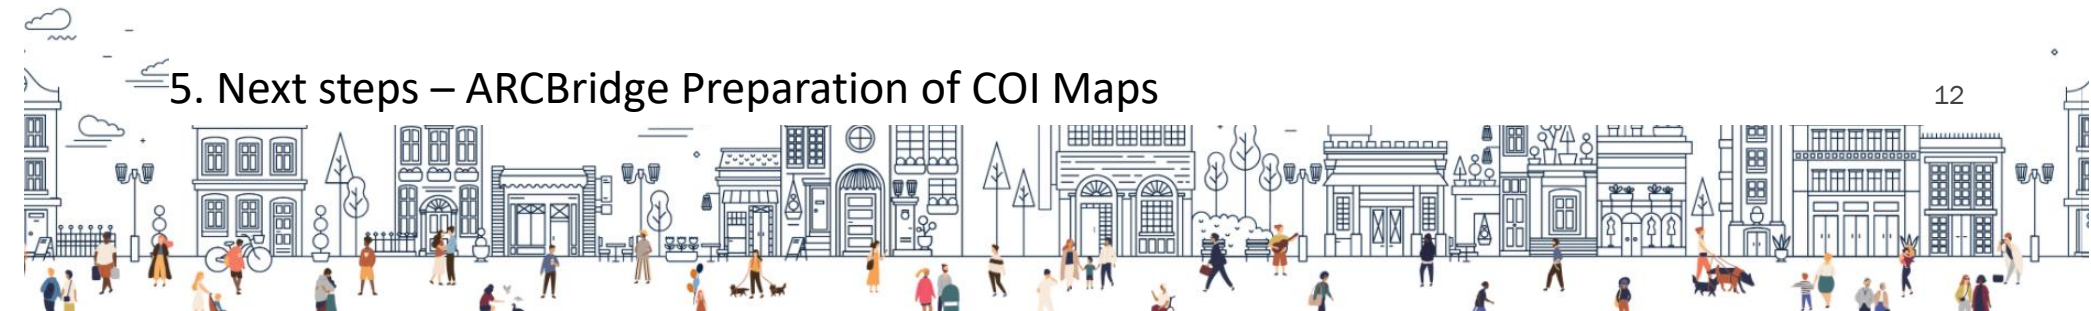 5. Next steps – ARCBridge Preparation of COI Maps
12